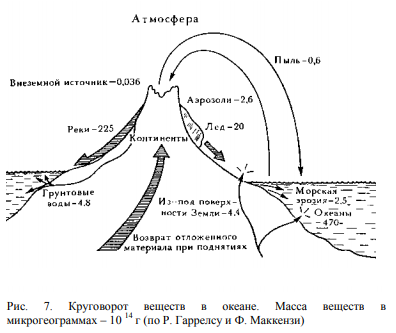 Атмосфера
Пыль-0,6
Внеземной источник-0,036
Аэрозоли-2,6
Реки-225
Лед-20
Континенты
Грунтовые
воды-4.8
Из-под поверх-
ности Земли-4.4
Морская
эрозия-2.5
Океаны
470-
Возврат отложенного
материала при поднятиях
Рис. 7. Круговорот веществ в океане. Масса веществ в
микрогеограммах – 10 14 г (по Р. Гаррелсу и Ф. Маккензи)